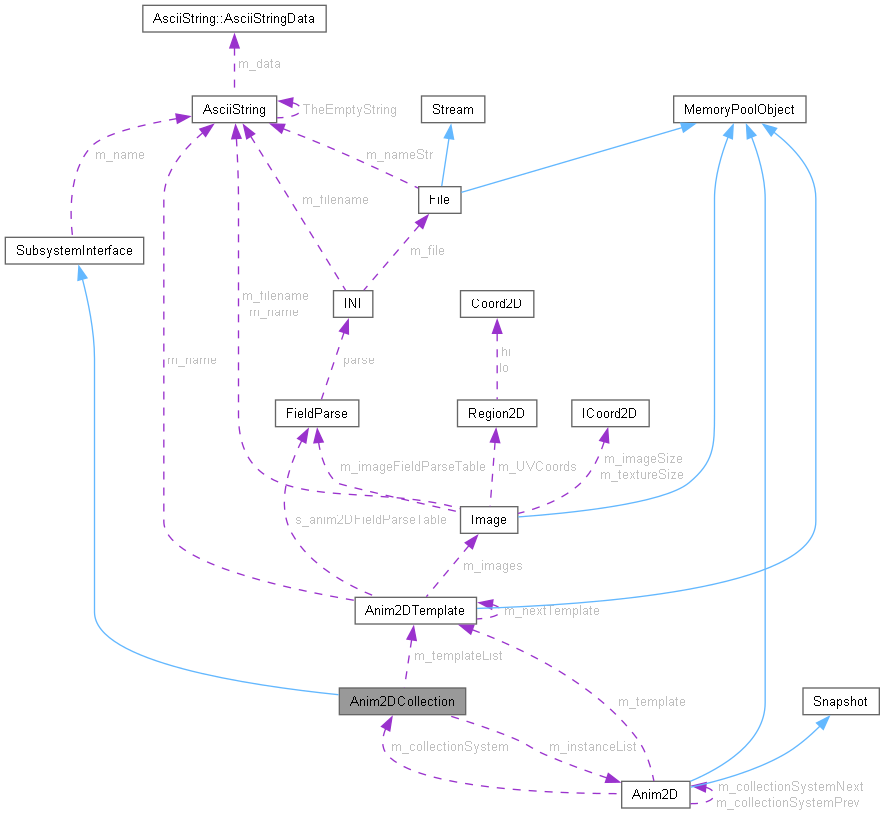 AsciiString::AsciiStringData
m_data
AsciiString
TheEmptyString
Stream
MemoryPoolObject
m_name
m_nameStr
File
m_filename
SubsystemInterface
m_file
m_filename
m_name
INI
Coord2D
m_name
parse
hi
lo
FieldParse
Region2D
ICoord2D
m_imageFieldParseTable
m_UVCoords
m_imageSize
m_textureSize
s_anim2DFieldParseTable
Image
m_images
Anim2DTemplate
m_nextTemplate
m_templateList
Anim2DCollection
m_template
Snapshot
m_collectionSystem
m_instanceList
Anim2D
m_collectionSystemNext
m_collectionSystemPrev